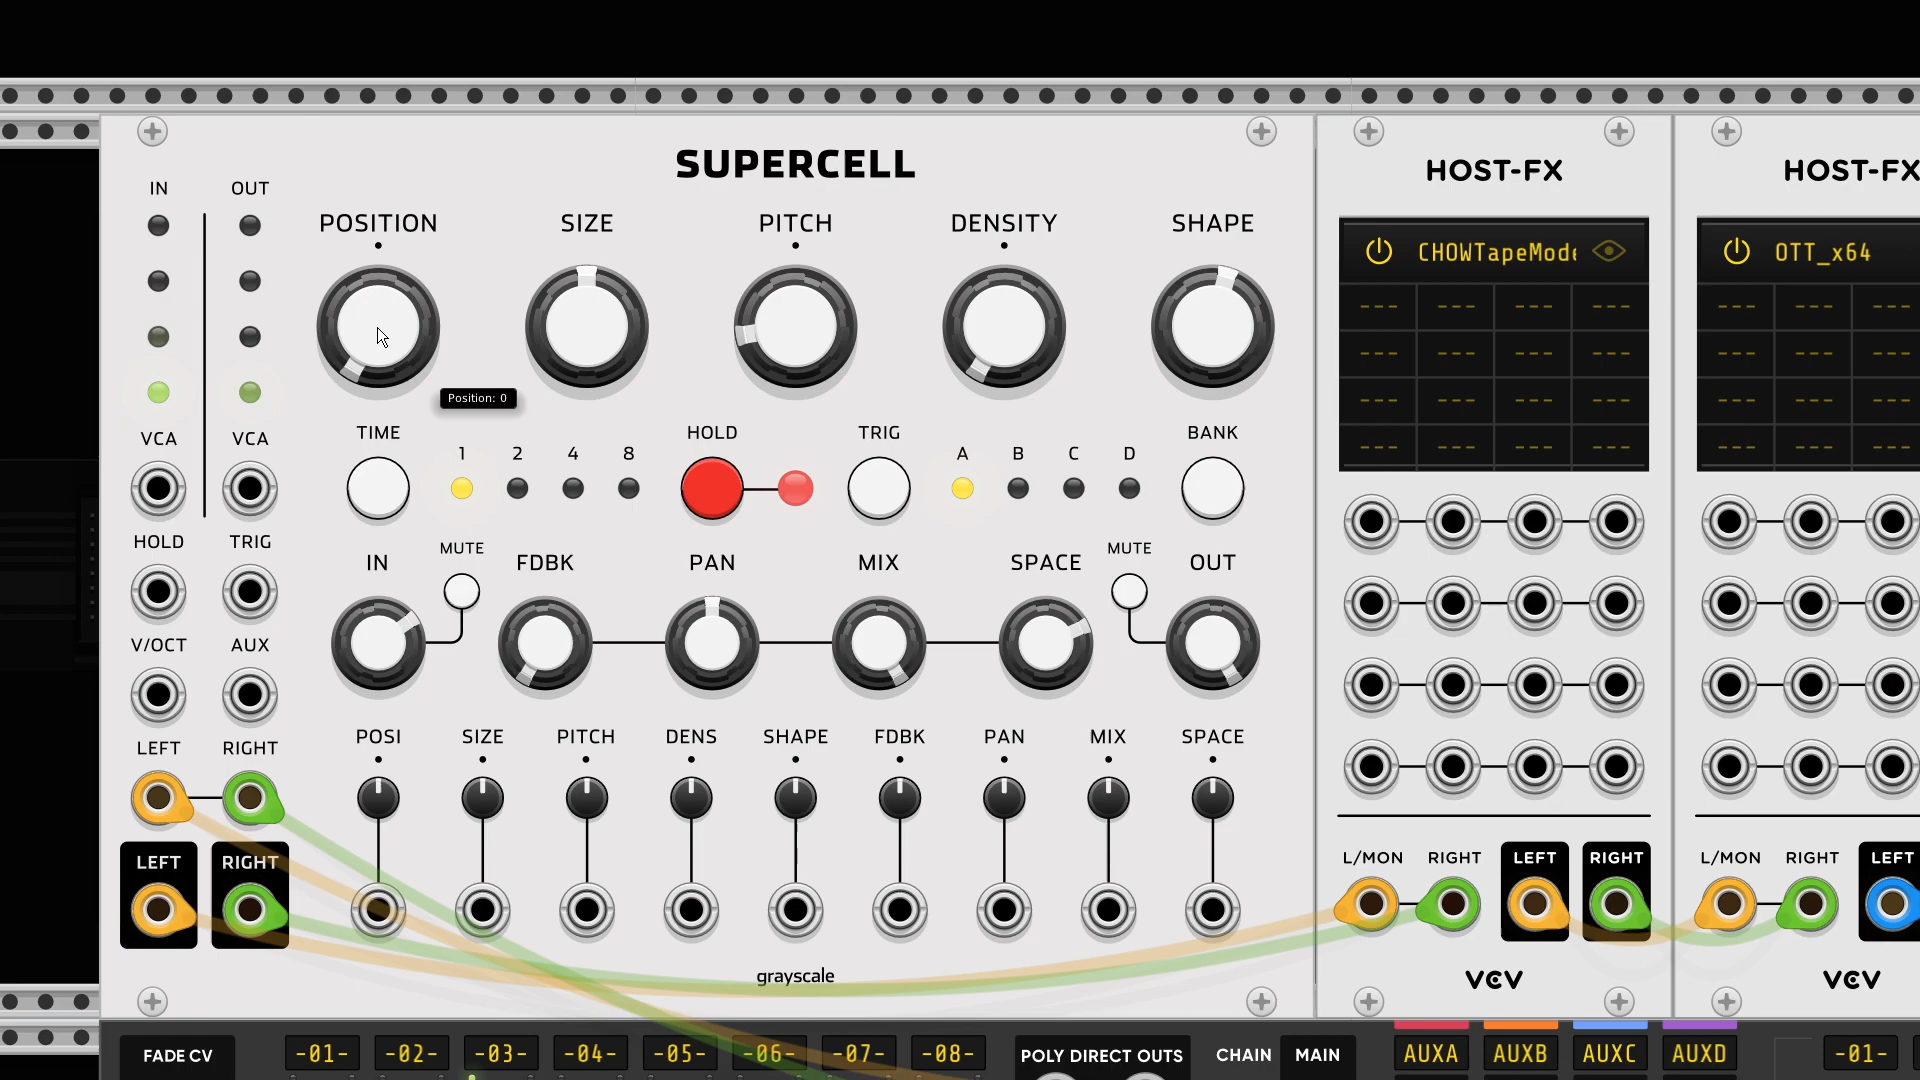 SUPERCELL
HOST-FX
HOST-FX
IN
OUT
POSITION
SIZE
PITCH
DENSITY
SHAPE
CHOWTapeMode
OTT_x64
--- --- --- --- --- --- ---
--- --- --- --- --- --- ---
Position: 0
--- --- --- --- --- --- ---
VCA
VCA
TIME
HOLD
TRIG
BANK
1 2 4 8
A B C D
--- --- --- --- --- --- ---
HOLD
TRIG
IN
MUTE
FDBK
PAN
MIX
SPACE
MUTE
OUT
V/OCT
AUX
LEFT
RIGHT
POSI
SIZE
PITCH
DENS
SHAPE
FDBK
PAN
MIX
SPACE
LEFT
RIGHT
L/MON
RIGHT
LEFT
RIGHT
L/MON
RIGHT
LEFT
grayscale
VCV
VCV
FADE CV
-01-
-02-
-03-
-04-
-05-
-06-
-07-
-08-
POLY DIRECT OUTS
CHAIN
MAIN
AUXA
AUXB
AUXC
AUXD
-01-